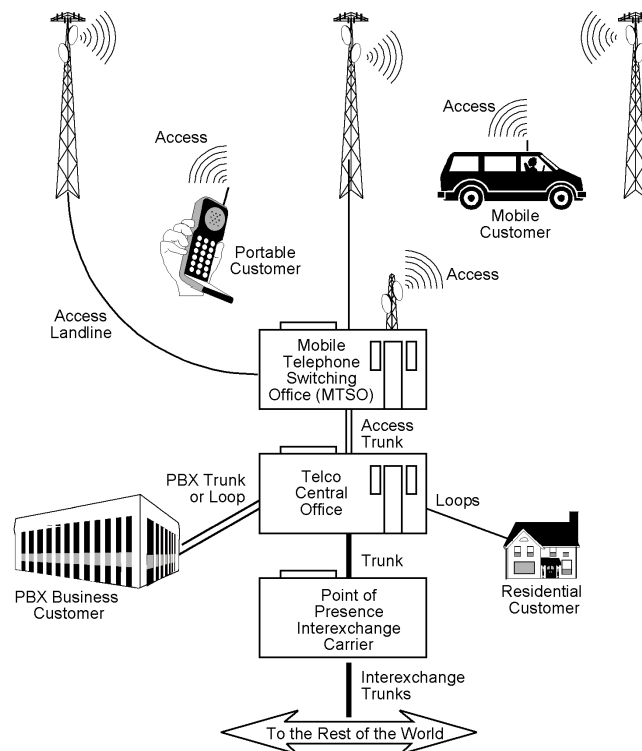 Access
Access
Portable
Customer
Mobile
Customer
Access
Access
Landline
Mobile
Telephone
Switching
Office (MTSO)
Access
Trunk
PBX Trunk
or Loop
Telco
Central
Office
Loops
PBX Business
Customer
Trunk
Residential
Customer
Point of
Presence
Interexchange
Carrier
Interexchange
Trunks
To the Rest of the World